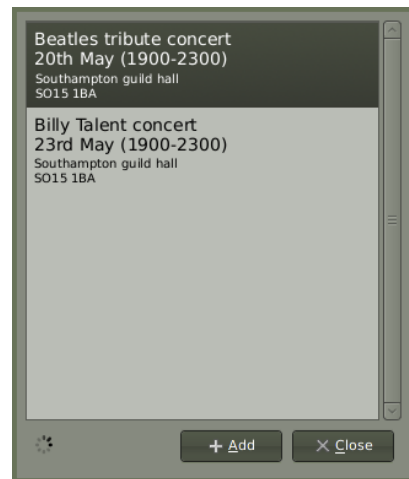 Beatles tribute concert
20th May (1900-2300)
Southampton guild hall
SO15 1BA
Billy Talent concert
23rd May (1900-2300)
Southampton guild hall
SO15 1BA
Add
Close